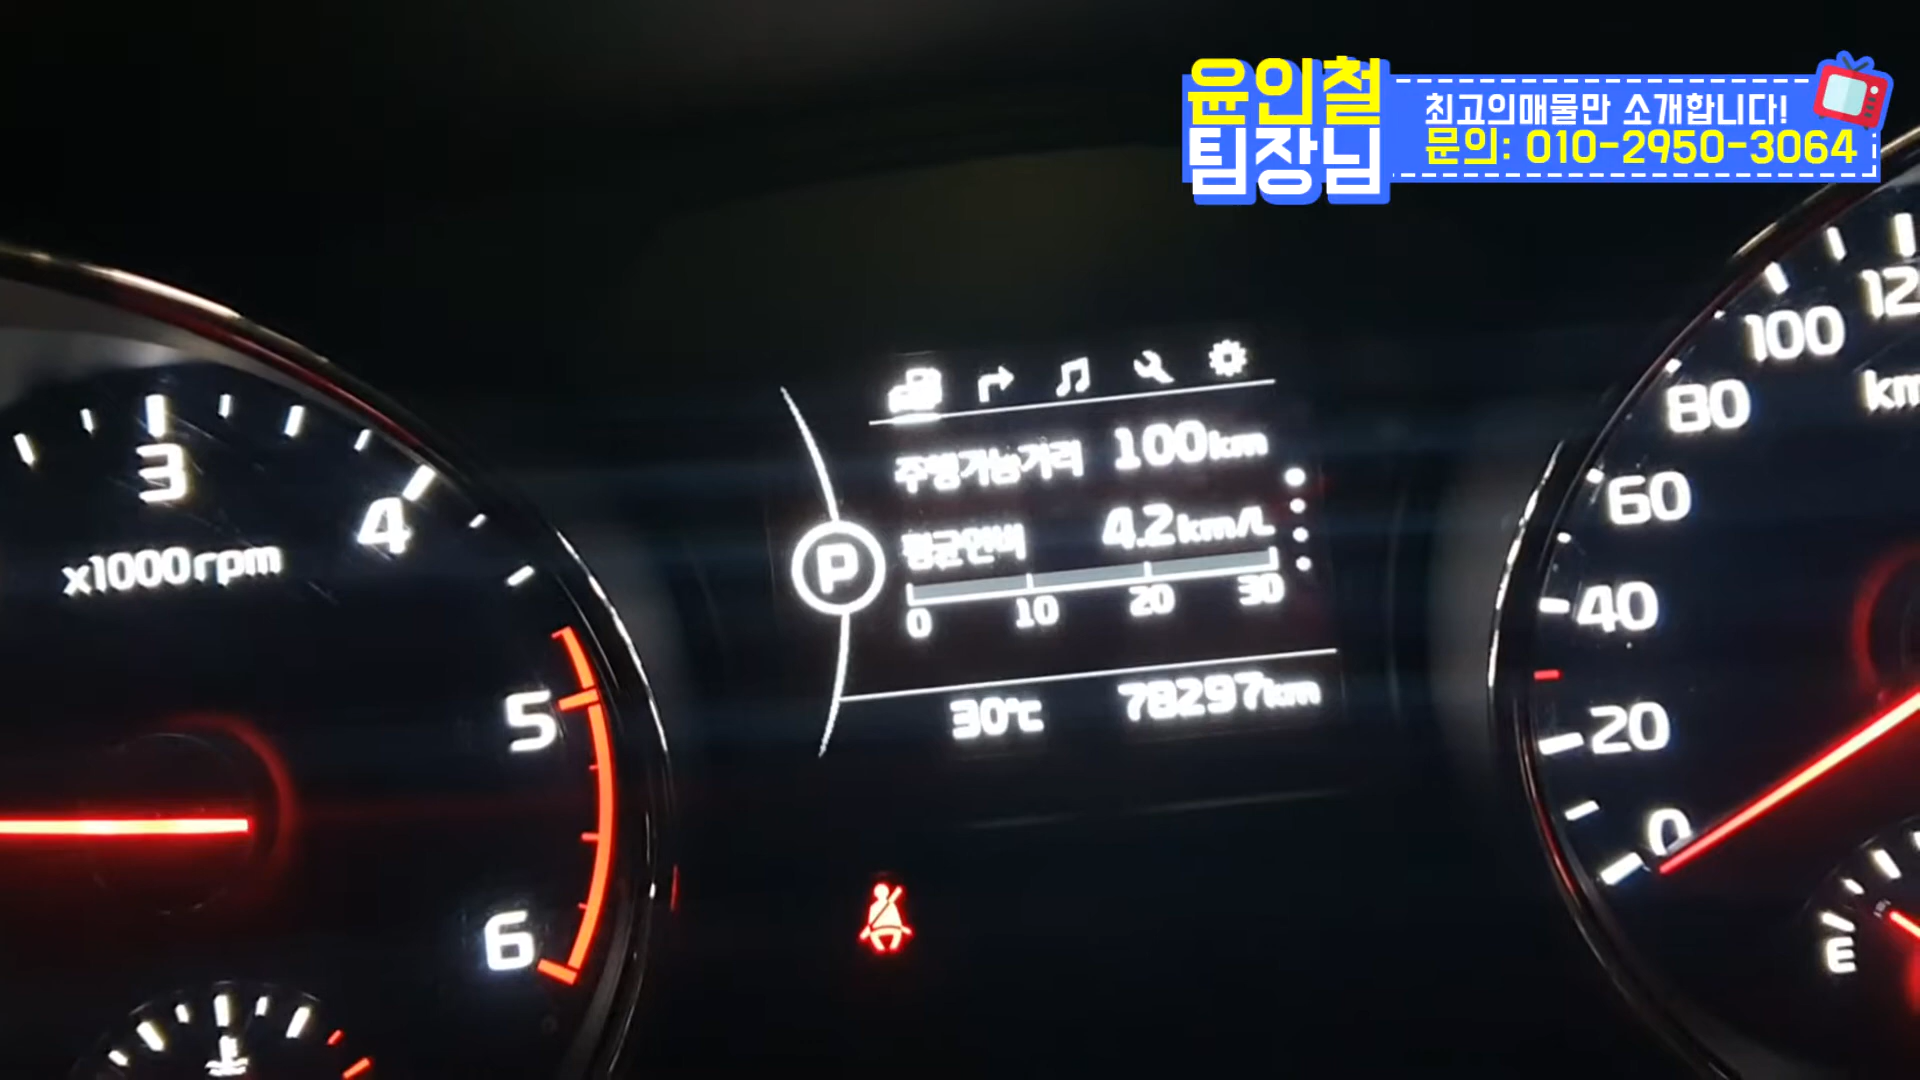 윤인철
팀장님
최고의매물만 소개합니다!
문의: 010-2950-3064
3
4
x1000rpm
5
6
주행가능거리 100km
평균연비 4.2km/L
P
0 10 20 30
30℃ 78297km
12
100
km
80
60
40
20
0
E